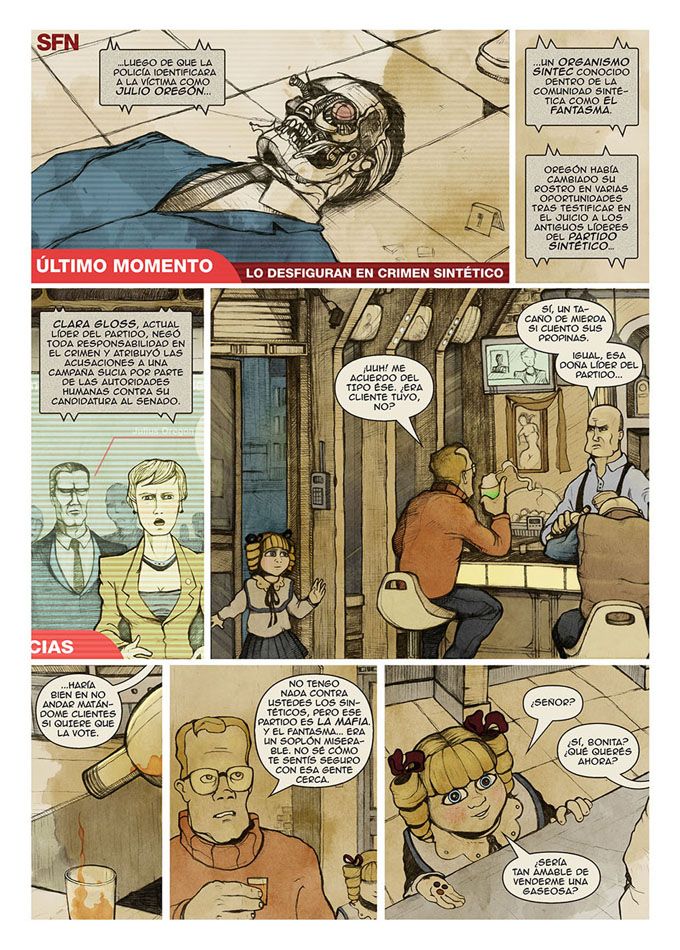 SFN
...LUEGO DE QUE LA
POLICÍA IDENTIFICARA
A LA VÍCTIMA COMO
JULIO OREGÓN...
...UN ORGANISMO
SINTEC CONOCIDO
DENTRO DE LA
COMUNIDAD SINTÉ-
TICA COMO EL
FANTASMA.
OREGÓN HABÍA
CAMBIADO SU
ROSTRO EN VARIAS
OPORTUNIDADES
TRAS TESTIFICAR EN
EL JUICIO A LOS
ANTIGUOS LÍDERES
DEL PARTIDO
SINTÉTICO...
ÚLTIMO MOMENTO
LO DESFIGURAN EN CRIMEN SINTÉTICO
CLARA GLOSS, ACTUAL
LÍDER DEL PARTIDO, NEGÓ
TODA RESPONSABILIDAD EN
EL CRIMEN Y ATRIBUYÓ LAS
ACUSACIONES A UNA
CAMPAÑA SUCIA POR PARTE
DE LAS AUTORIDADES
HUMANAS CONTRA SU
CANDIDATURA AL SENADO.
Julius Oregon
CIAS
¡UUH! ME
ACUERDO DEL
TIPO ÉSE. ¿ERA
CLIENTE TUYO,
NO?
SÍ, UN TA-
CAÑO DE MIERDA
SI CUENTO SUS
PROPINAS.
IGUAL, ESA
DOÑA LÍDER DEL
PARTIDO...
...HARÍA
BIEN EN NO
ANDAR MATÁN-
DOME CLIENTES
SI QUIERE QUE
LA VOTE.
NO TENGO
NADA CONTRA
USTEDES LOS SIN-
TÉTICOS, PERO ESE
PARTIDO ES LA MAFIA.
Y EL FANTASMA... ERA
UN SOPLÓN MISERA-
BLE. NO SÉ CÓMO
TE SENTÍS SEGURO
CON ESA GENTE
CERCA.
¿SEÑOR?
¿SÍ, BONITA?
¿QUÉ QUERÉS
AHORA?
¿SERÍA
TAN AMABLE DE
VENDERME UNA
GASEOSA?